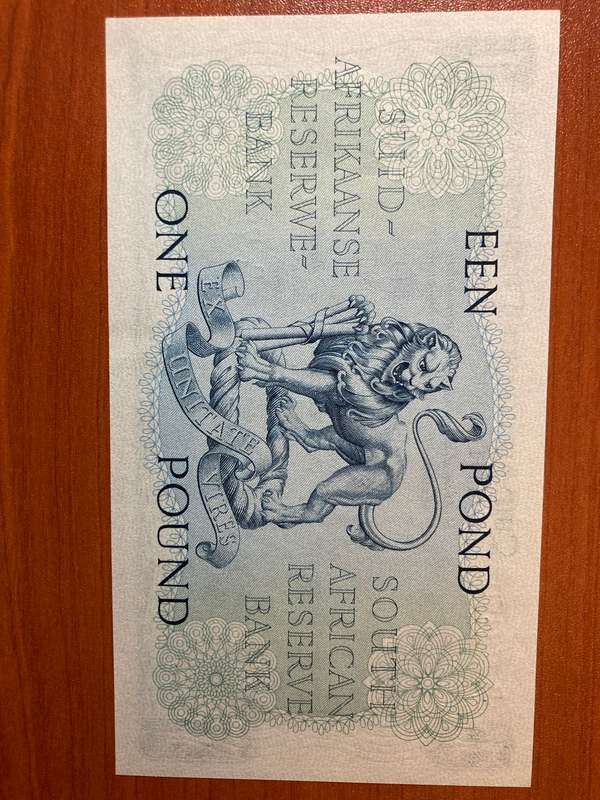 EEN POND
SUID-
AFRIKAANSE
RESERWE-
BANK
SOUTH
AFRICAN
RESERVE
BANK
EX UNITATE VIRES
ONE POUND